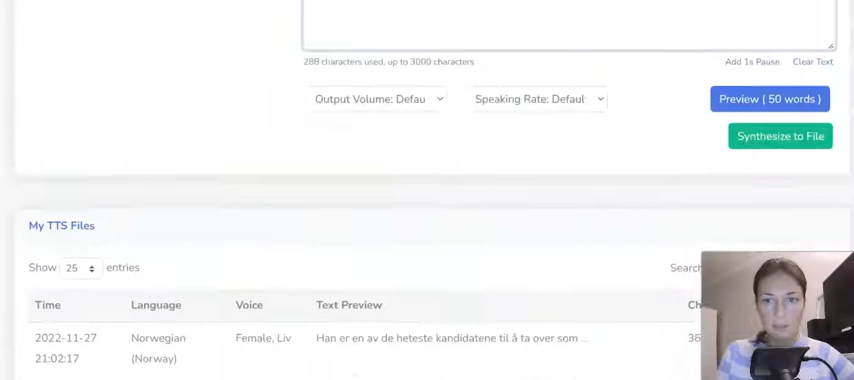 288 characters used, up to 3000 characters Add 1s Pause Clear Text
Output Volume: Defau Speaking Rate: Defaul Preview ( 50 words )
Synthesize to File
My TTS Files
Show 25 entries Search
Time Language Voice Text Preview Ch
2022-11-27 Norwegian Female, Liv Han er en av de heteste kandidatene til å ta over som ... 36
21:02:17 (Norway)